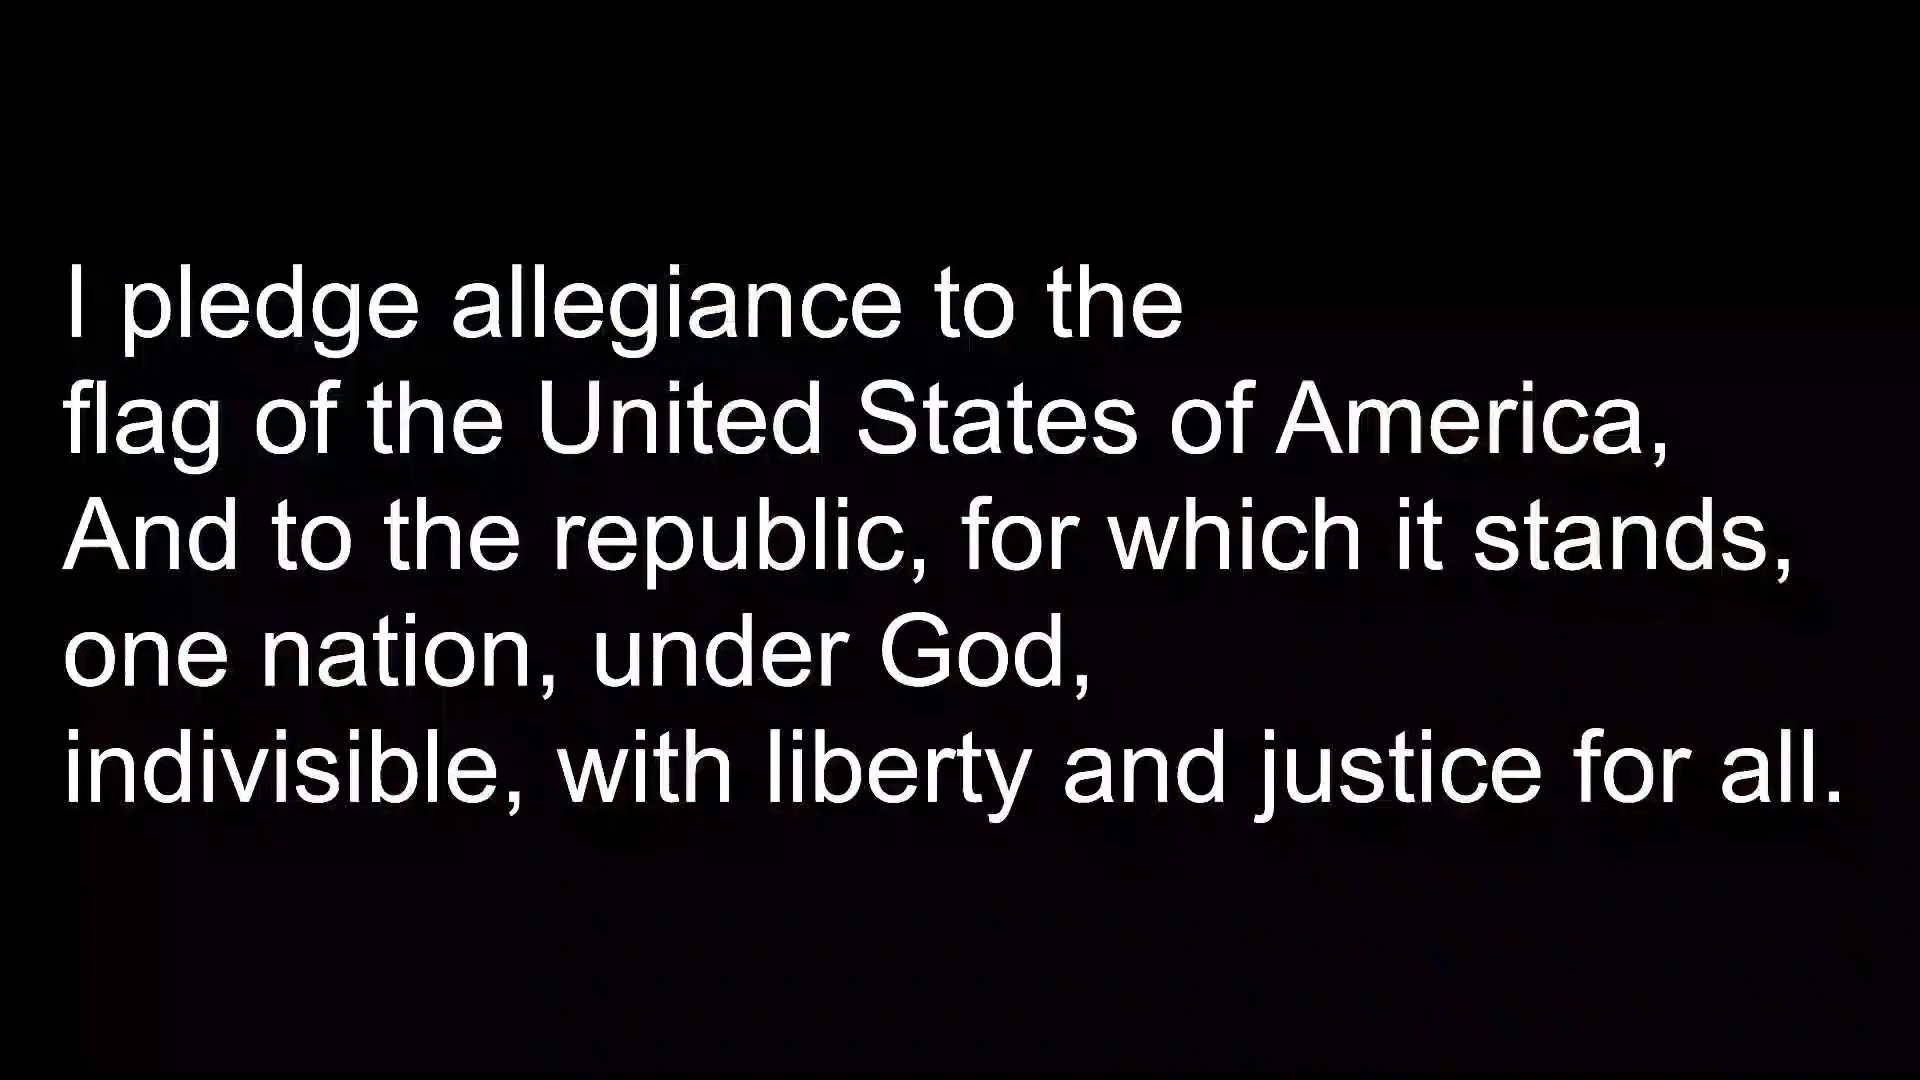 I pledge allegiance to the
flag of the United States of America,
And to the republic, for which it stands,
one nation, under God,
indivisible, with liberty and justice for all.